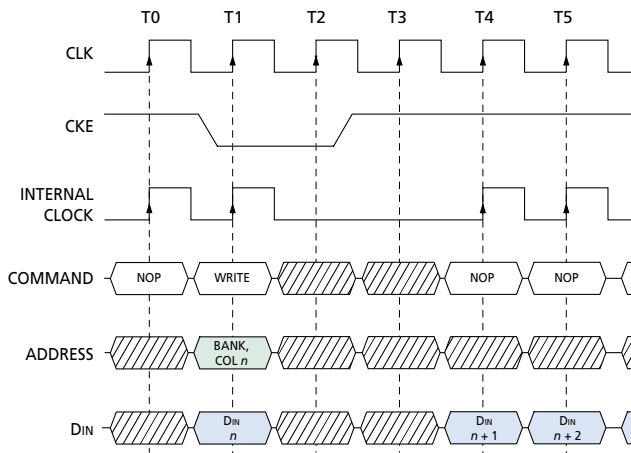 T0 T1 T2 T3 T4 T5
CLK
CKE
INTERNAL
CLOCK
COMMAND NOP WRITE NOP NOP
ADDRESS BANK,
COL n
DIN DIN DIN DIN
n n + 1 n + 2